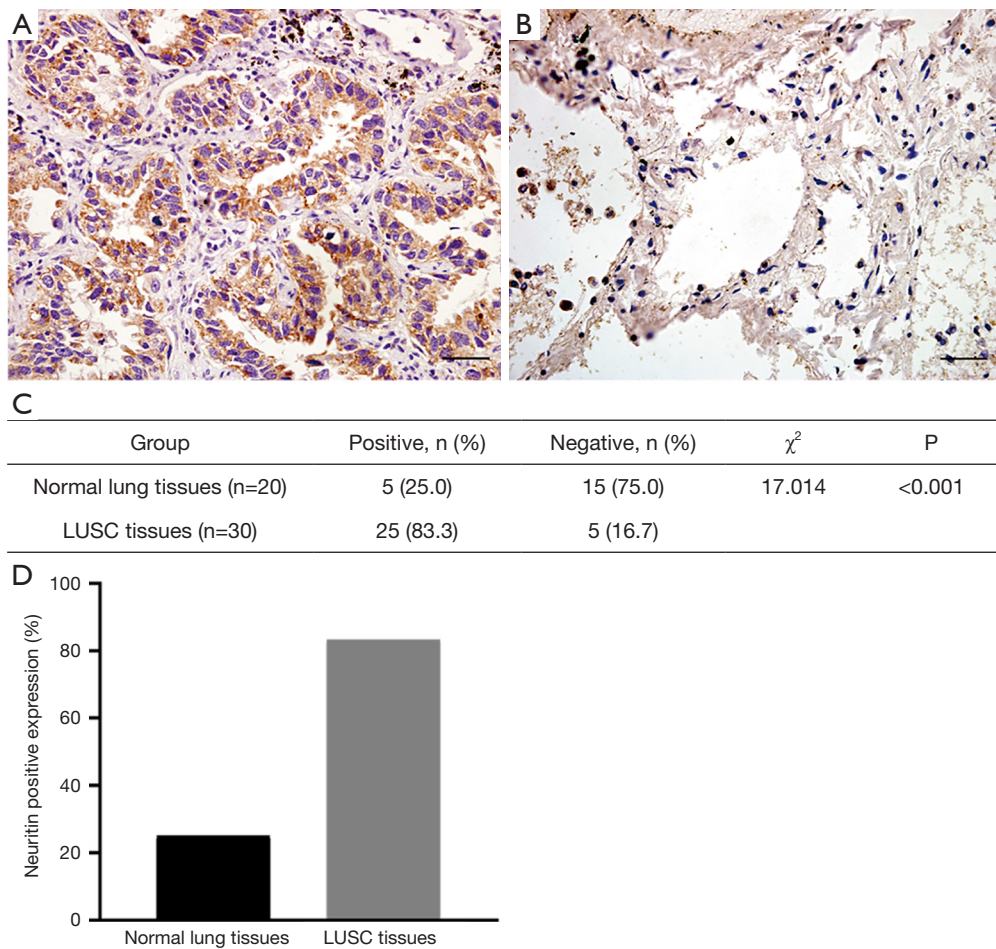 A
B
C
Group Positive, n (%) Negative, n (%) χ² P
Normal lung tissues (n=20) 5 (25.0) 15 (75.0) 17.014 <0.001
LUSC tissues (n=30) 25 (83.3) 5 (16.7)
D
Neuritin positive expression (%)
100
80
60
40
20
0
Normal lung tissues LUSC tissues